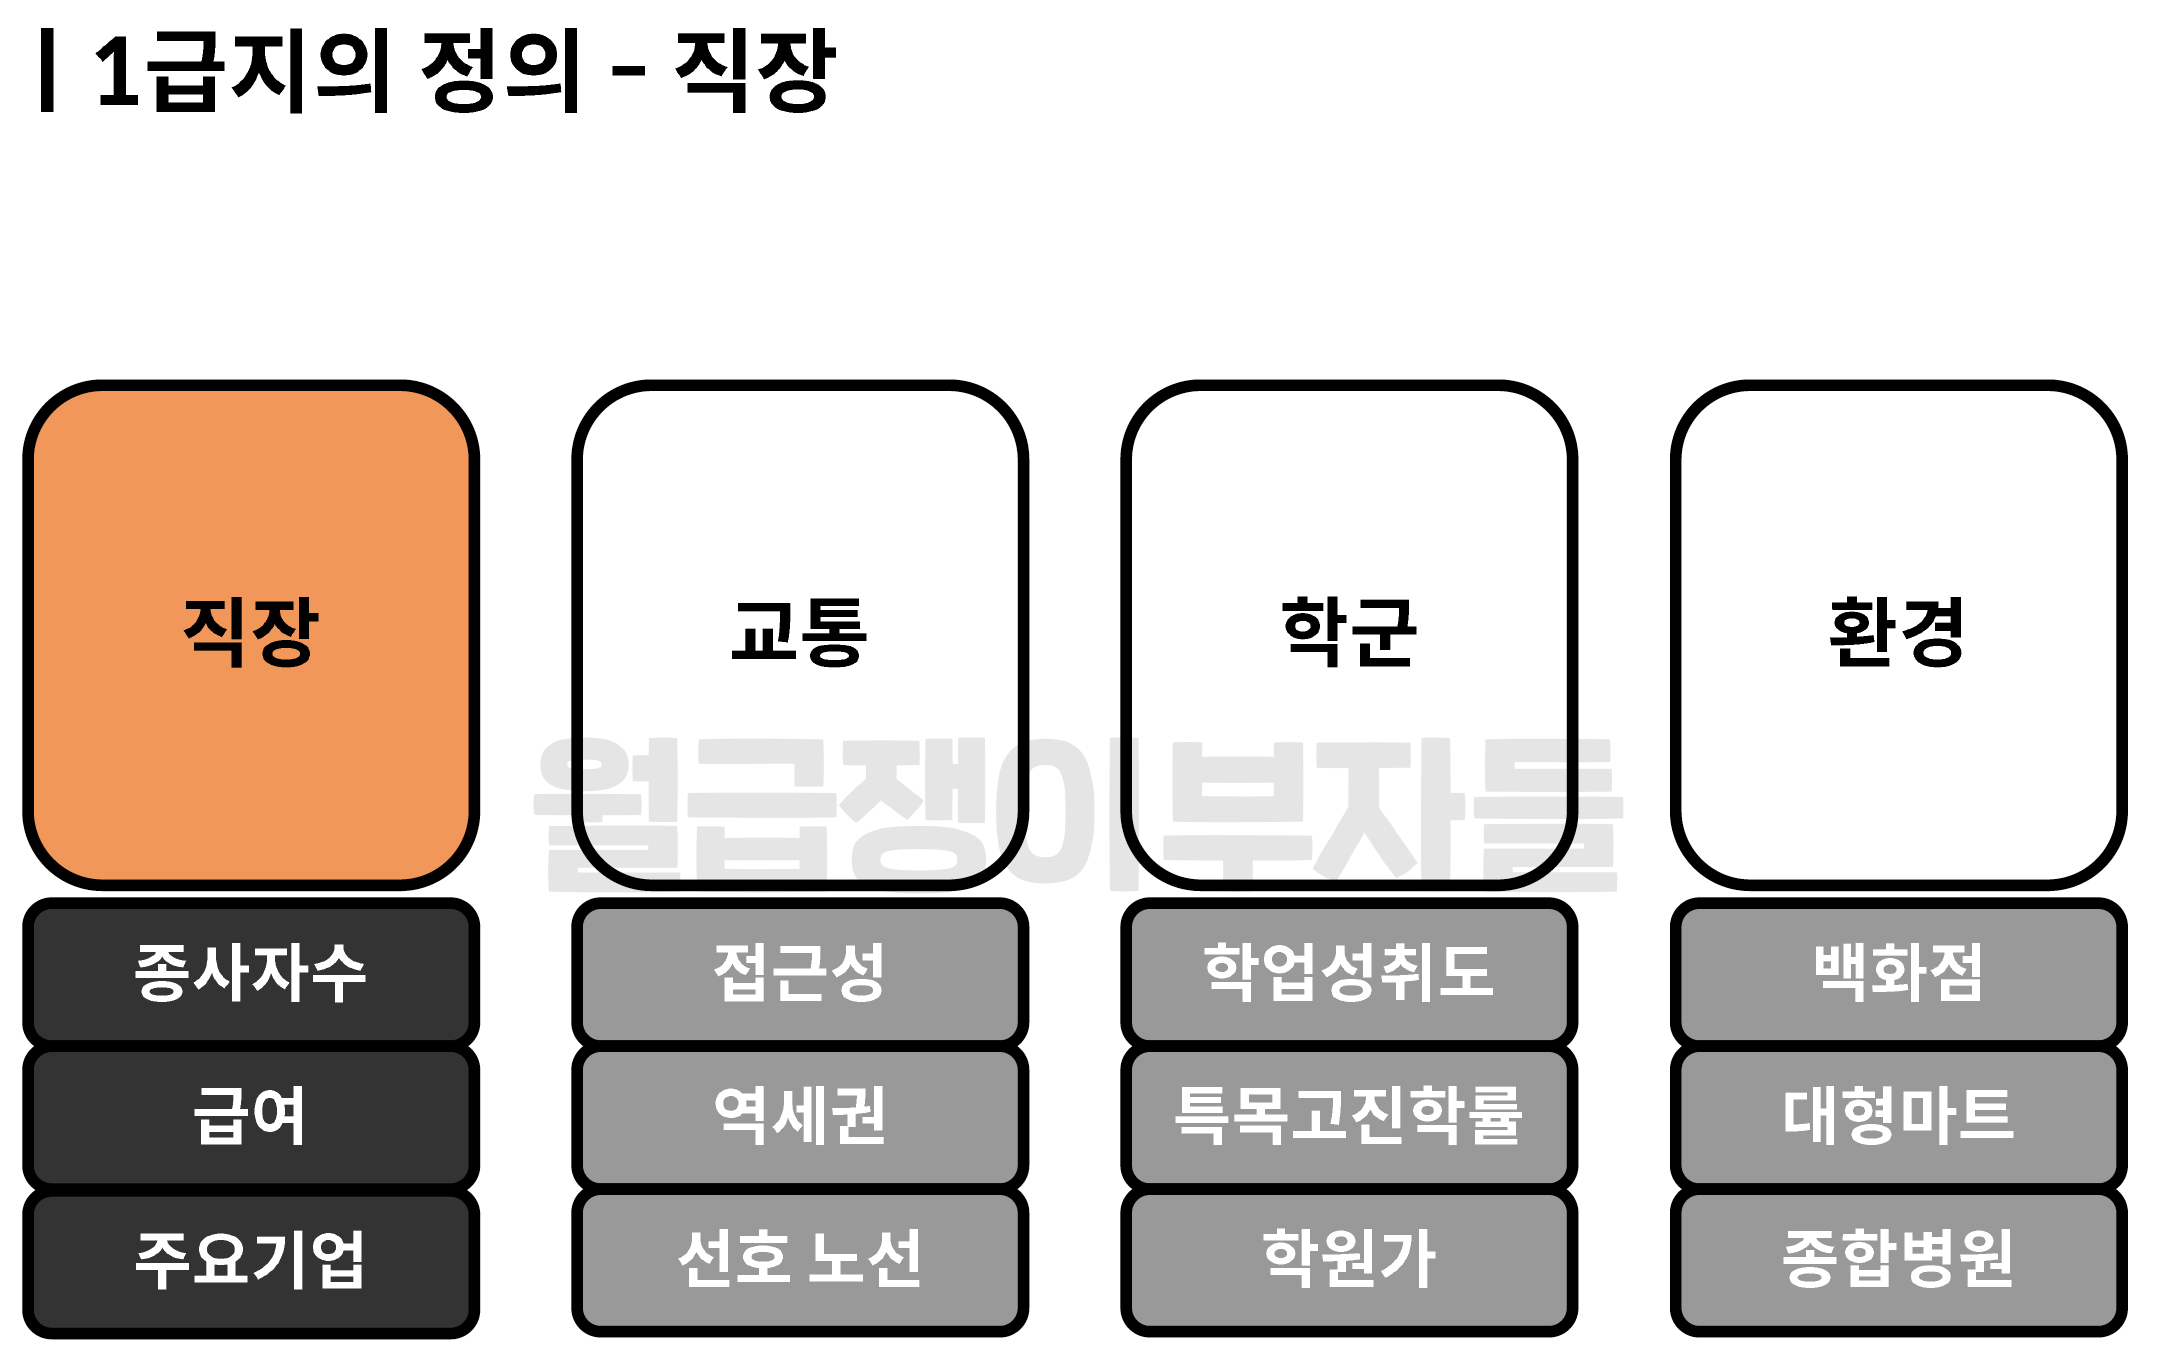 | 1급지의 정의 - 직장
직장
교통
학군
환경
월급쟁이부자들
종사자수
접근성
학업성취도
백화점
급여
역세권
특목고진학률
대형마트
주요기업
선호 노선
학원가
종합병원